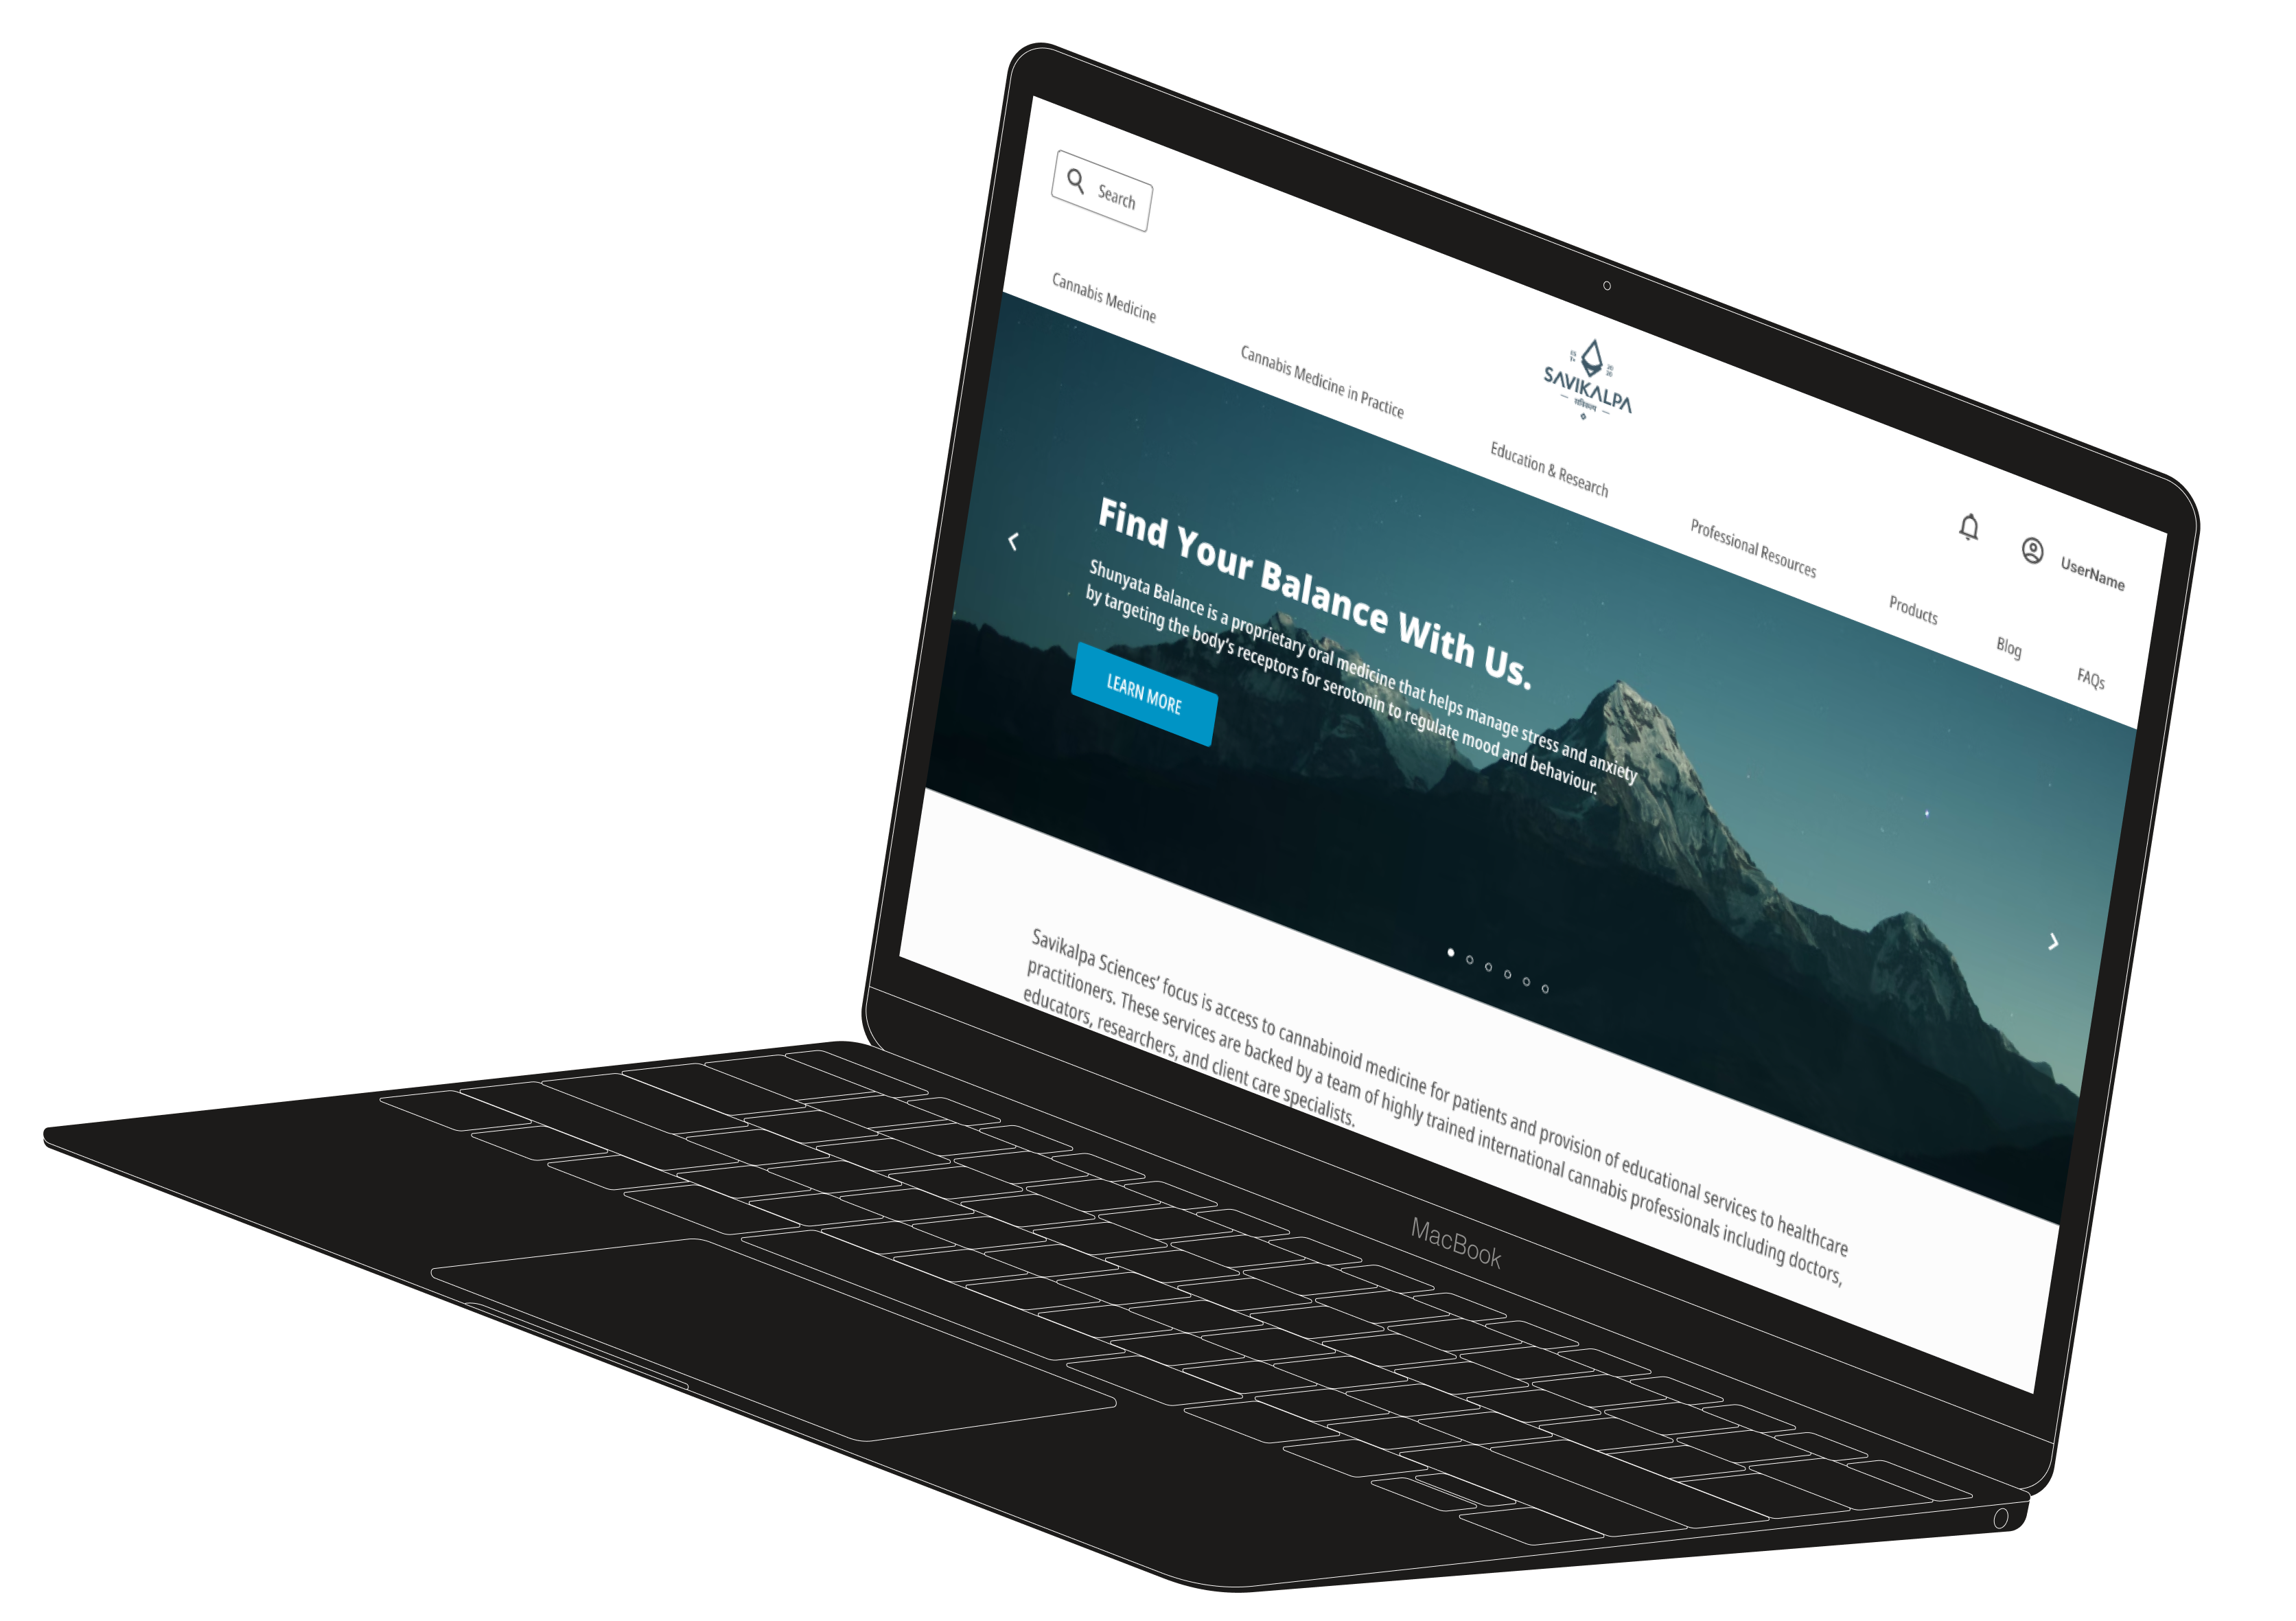 Search
SAVIKALPA
UserName
Cannabis Medicine
Cannabis Medicine in Practice
Education & Research
Professional Resources
Products
Blog
FAQs
Find Your Balance With Us.
Shunyata Balance is a proprietary oral medicine that helps manage stress and anxiety
by targeting the body’s receptors for serotonin to regulate mood and behaviour.
LEARN MORE
Savikalpa Sciences’ focus is access to cannabinoid medicine for patients and provision of educational services to healthcare
practitioners. These services are backed by a team of highly trained international cannabis professionals including doctors,
educators, researchers, and client care specialists.
MacBook